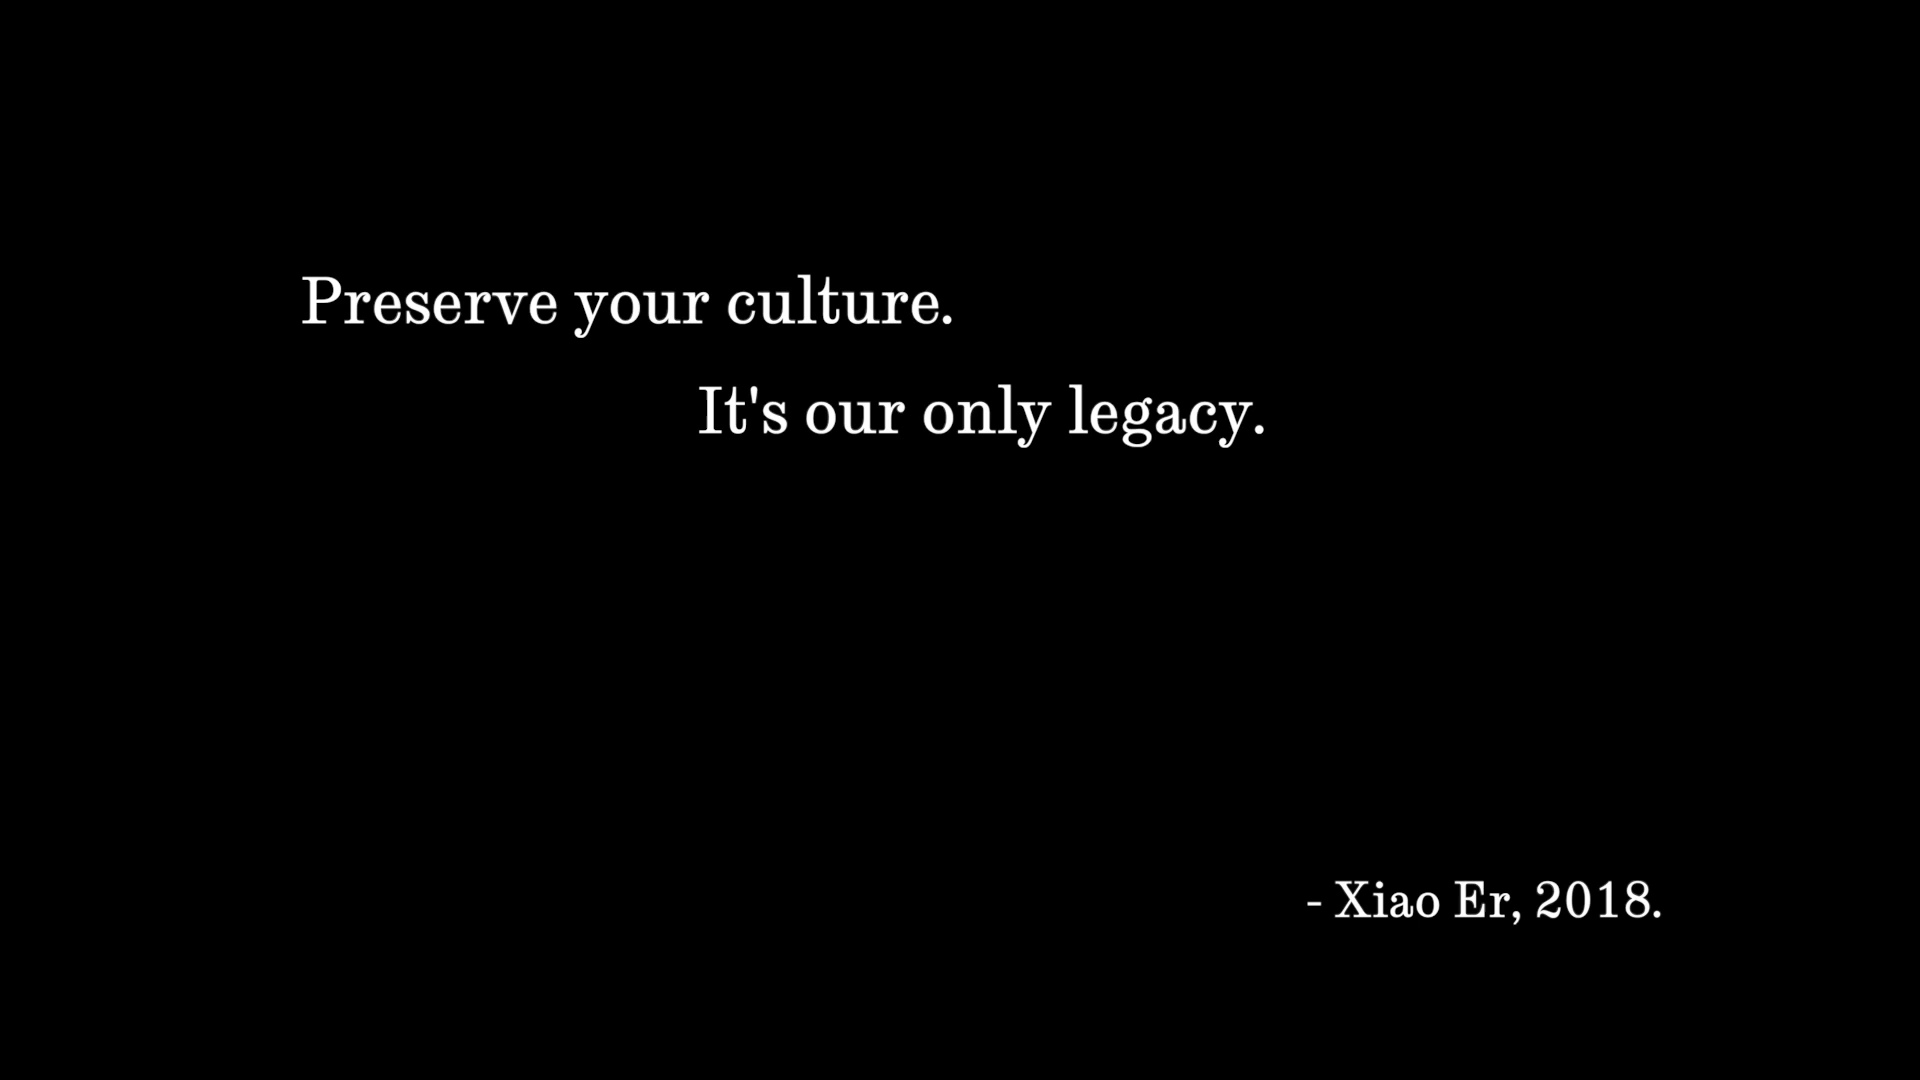 Preserve your culture.
It's our only legacy.
- Xiao Er, 2018.